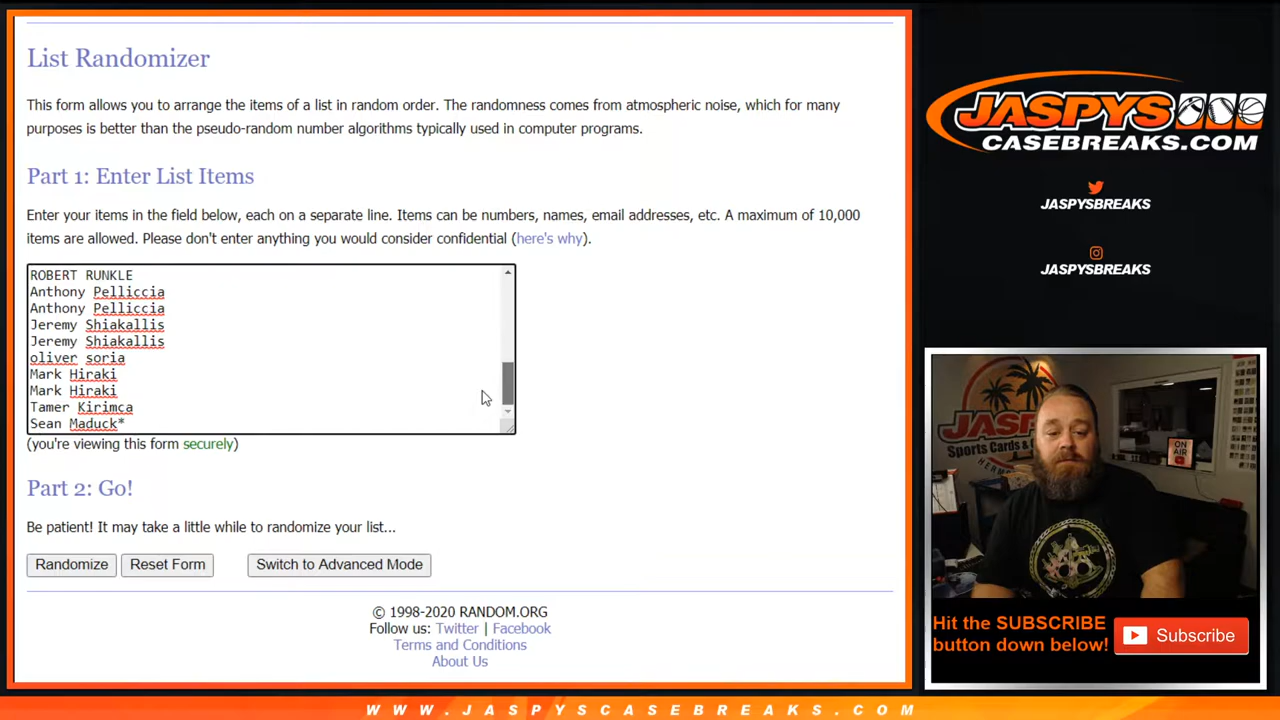 List Randomizer
This form allows you to arrange the items of a list in random order. The randomness comes from atmospheric noise, which for many
purposes is better than the pseudo-random number algorithms typically used in computer programs.
Part 1: Enter List Items
Enter your items in the field below, each on a separate line. Items can be numbers, names, email addresses, etc. A maximum of 10,000
items are allowed. Please don't enter anything you would consider confidential (here's why).
ROBERT RUNKLE
Anthony Pelliccia
Anthony Pelliccia
Jeremy Shiakallis
Jeremy Shiakallis
oliver soria
Mark Hiraki
Mark Hiraki
Tamer Kirimca
Sean Maduck*
(you're viewing this form securely)
Part 2: Go!
Be patient! It may take a little while to randomize your list...
Randomize
Reset Form
Switch to Advanced Mode
© 1998-2020 RANDOM.ORG
Follow us: Twitter | Facebook
Terms and Conditions
About Us
JASPYS
CASEBREAKS.COM
JASPYSBREAKS
JASPYSBREAKS
JASPY
Sports Cards &
HERMO
ON
AIR
Hit the SUBSCRIBE
button down below!
Subscribe
WWW.JASPYSCASEBREAKS.COM